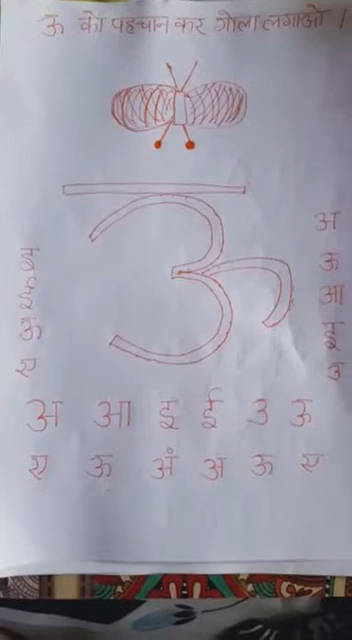 ऊ को पहचान कर गोला लगाओ ।
ऊ
अ
ऊ
आ
इ
उ
ऊ
ए
अ आ इ ई उ ऊ
ए ऊ अं अ ऊ ए